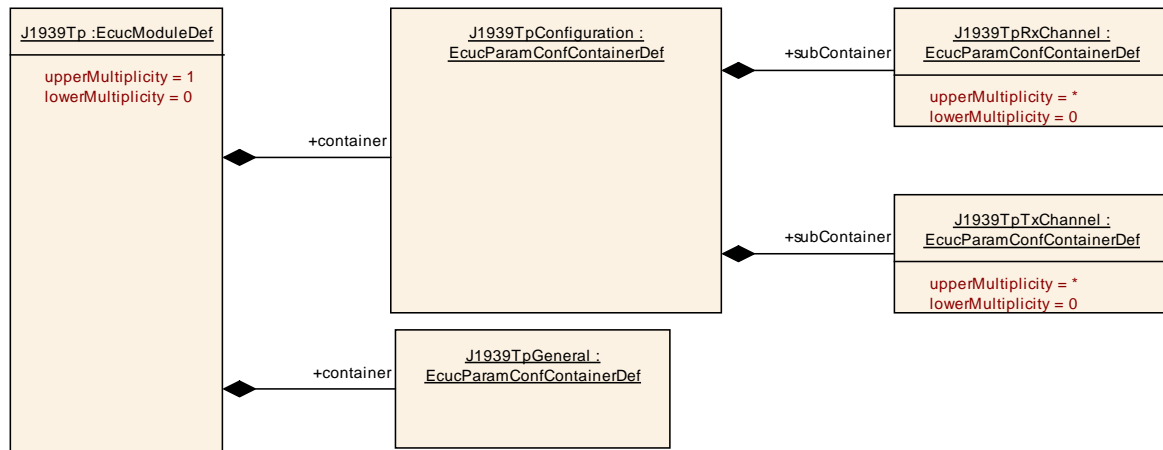 J1939Tp :EcucModuleDef
upperMultiplicity = 1
lowerMultiplicity = 0
+container
+container
J1939TpConfiguration :
EcucParamConfContainerDef
J1939TpGeneral :
EcucParamConfContainerDef
+subContainer
+subContainer
J1939TpRxChannel :
EcucParamConfContainerDef
upperMultiplicity = *
lowerMultiplicity = 0
J1939TpTxChannel :
EcucParamConfContainerDef
upperMultiplicity = *
lowerMultiplicity = 0